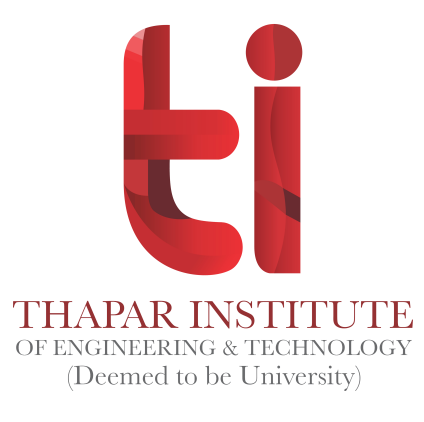 ti
THAPAR INSTITUTE
OF ENGINEERING & TECHNOLOGY
(Deemed to be University)